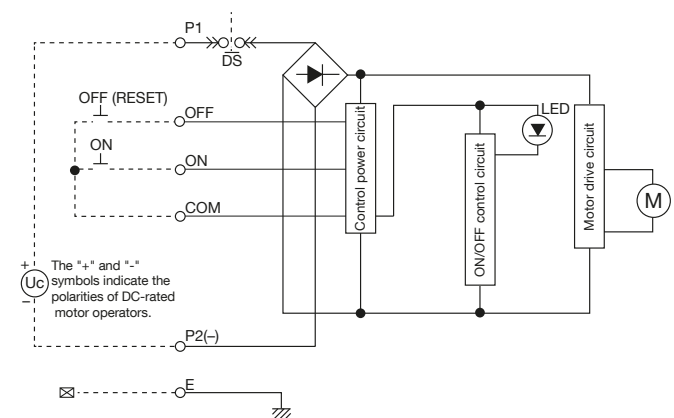 P1
DS
OFF (RESET)
OFF
ON
ON
COM
Control power circuit
LED
ON/OFF control circuit
Motor drive circuit
M
+
Uc
−
The "+" and "-"
symbols indicate the
polarities of DC-rated
motor operators.
P2(–)
E